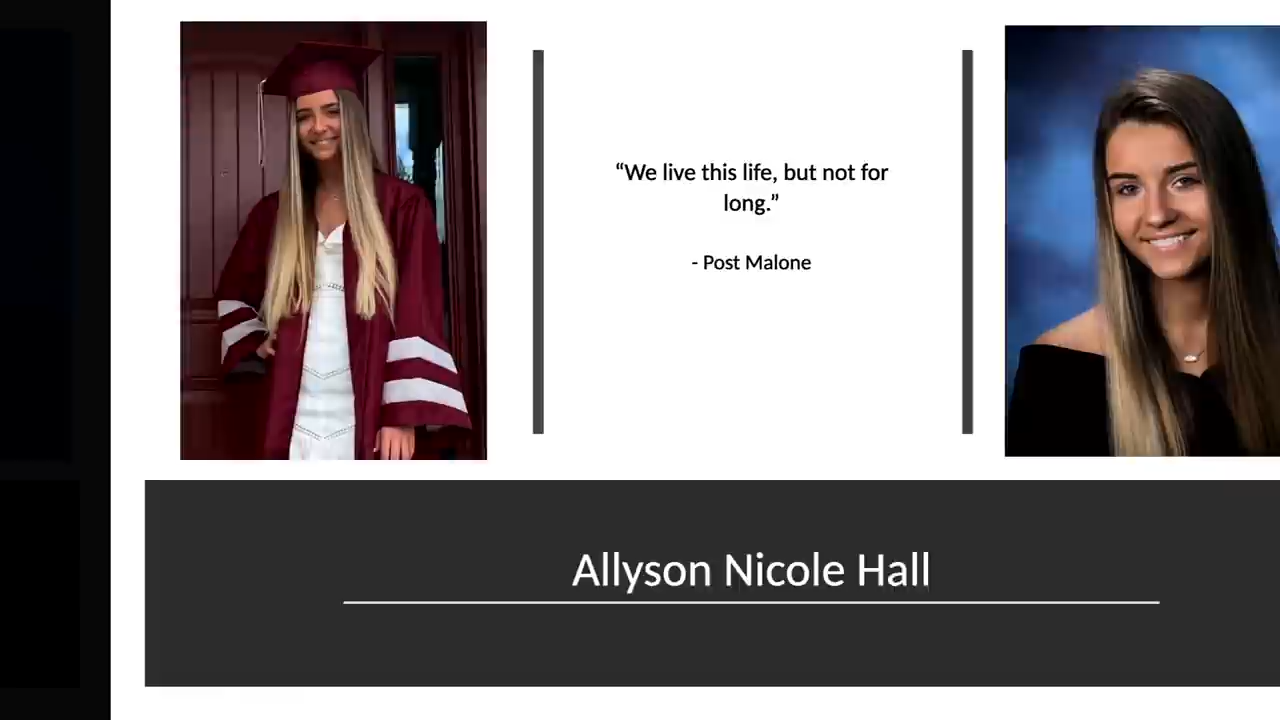 “We live this life, but not for
long.”
- Post Malone
Allyson Nicole Hall